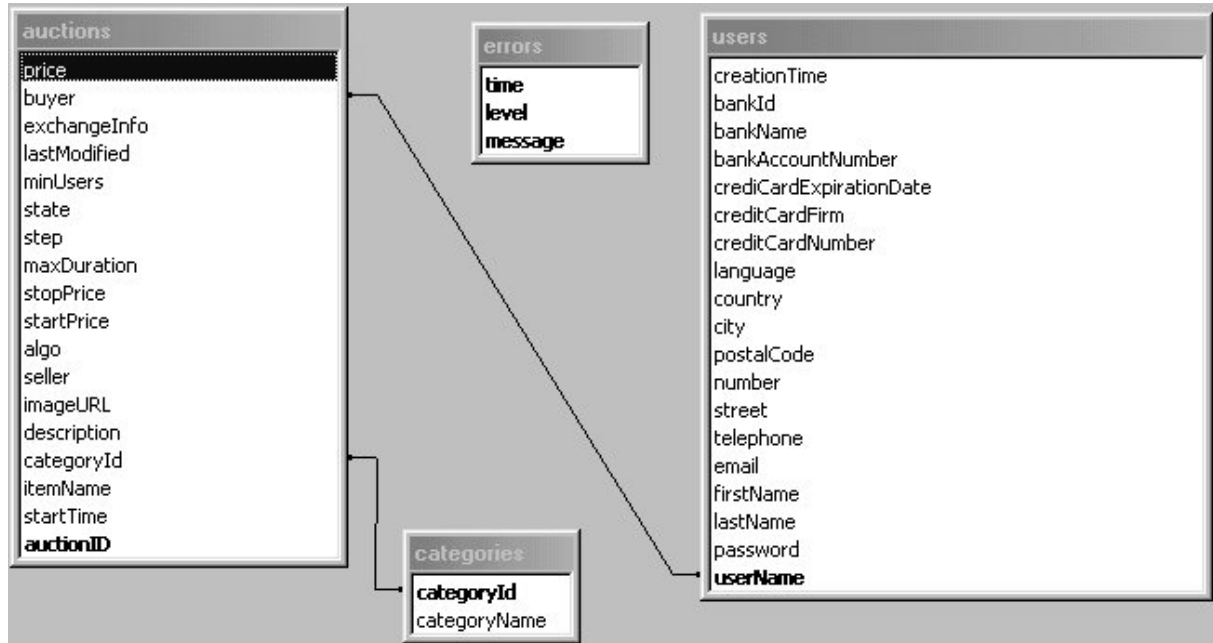 auctions
price
buyer
exchangeInfo
lastModified
minUsers
state
step
maxDuration
stopPrice
startPrice
algo
seller
imageURL
description
categoryId
itemName
startTime
auctionID
errors
time
level
message
categories
categoryId
categoryName
users
creationTime
bankId
bankName
bankAccountNumber
crediCardExpirationDate
creditCardFirm
creditCardNumber
language
country
city
postalCode
number
street
telephone
email
firstName
lastName
password
userName